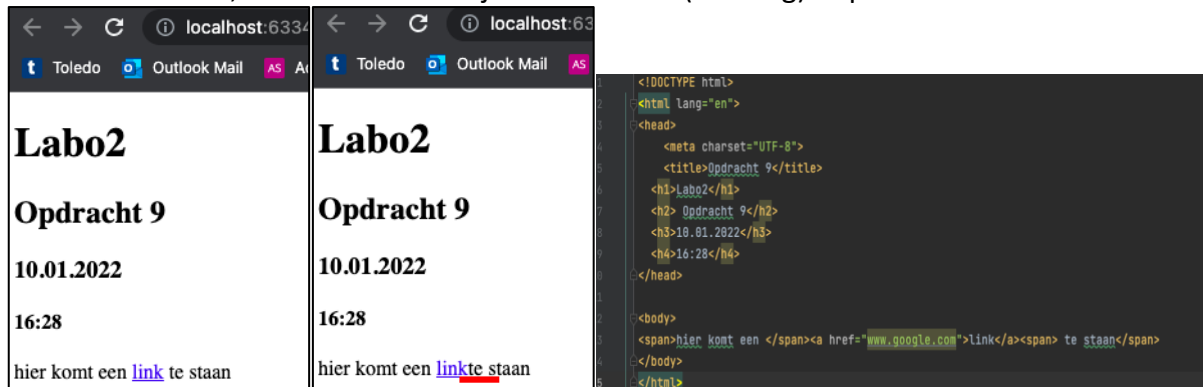 localhost:6334
Toledo Outlook Mail AS
Labo2
Opdracht 9
10.01.2022
16:28
hier komt een link te staan
localhost:63
Toledo Outlook Mail AS
Labo2
Opdracht 9
10.01.2022
16:28
hier komt een linkte staan
<!DOCTYPE html>
<html lang="en">
<head>
<meta charset="UTF-8">
<title>Opdracht 9</title>
<h1>Labo2</h1>
<h2> Opdracht 9</h2>
<h3>10.01.2022</h3>
<h4>16:28</h4>
</head>
<body>
<span>hier komt een </span><a href="www.google.com">link</a><span> te staan</span>
</body>
</html>